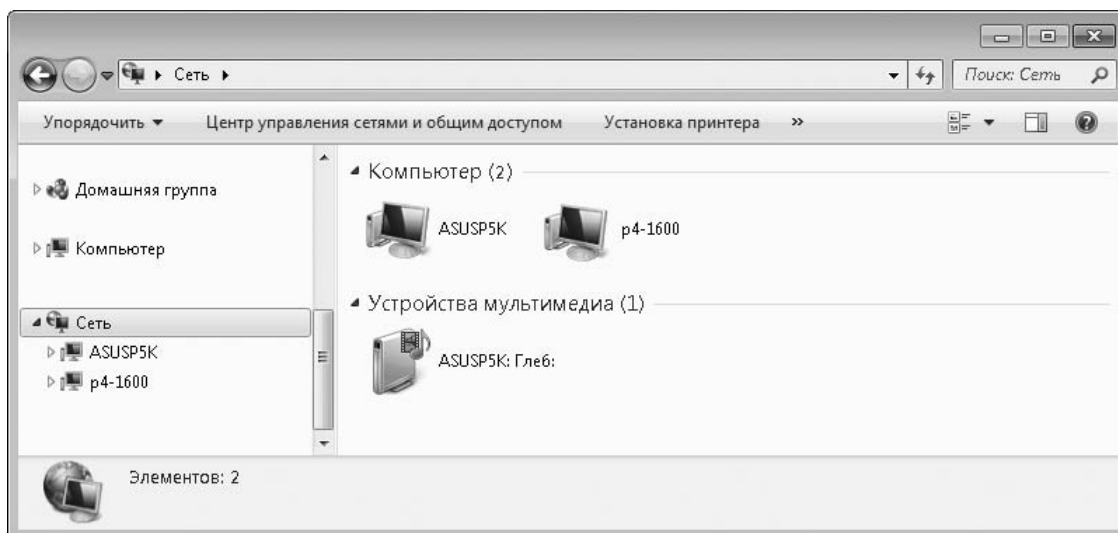 Сеть
Поиск: Сеть
Упорядочить Центр управления сетями и общим доступом Установка принтера »
Домашняя группа
Компьютер
Сеть
ASUSP5K
p4-1600
Компьютер (2)
ASUSP5K p4-1600
Устройства мультимедиа (1)
ASUSP5K: Глеб:
Элементов: 2